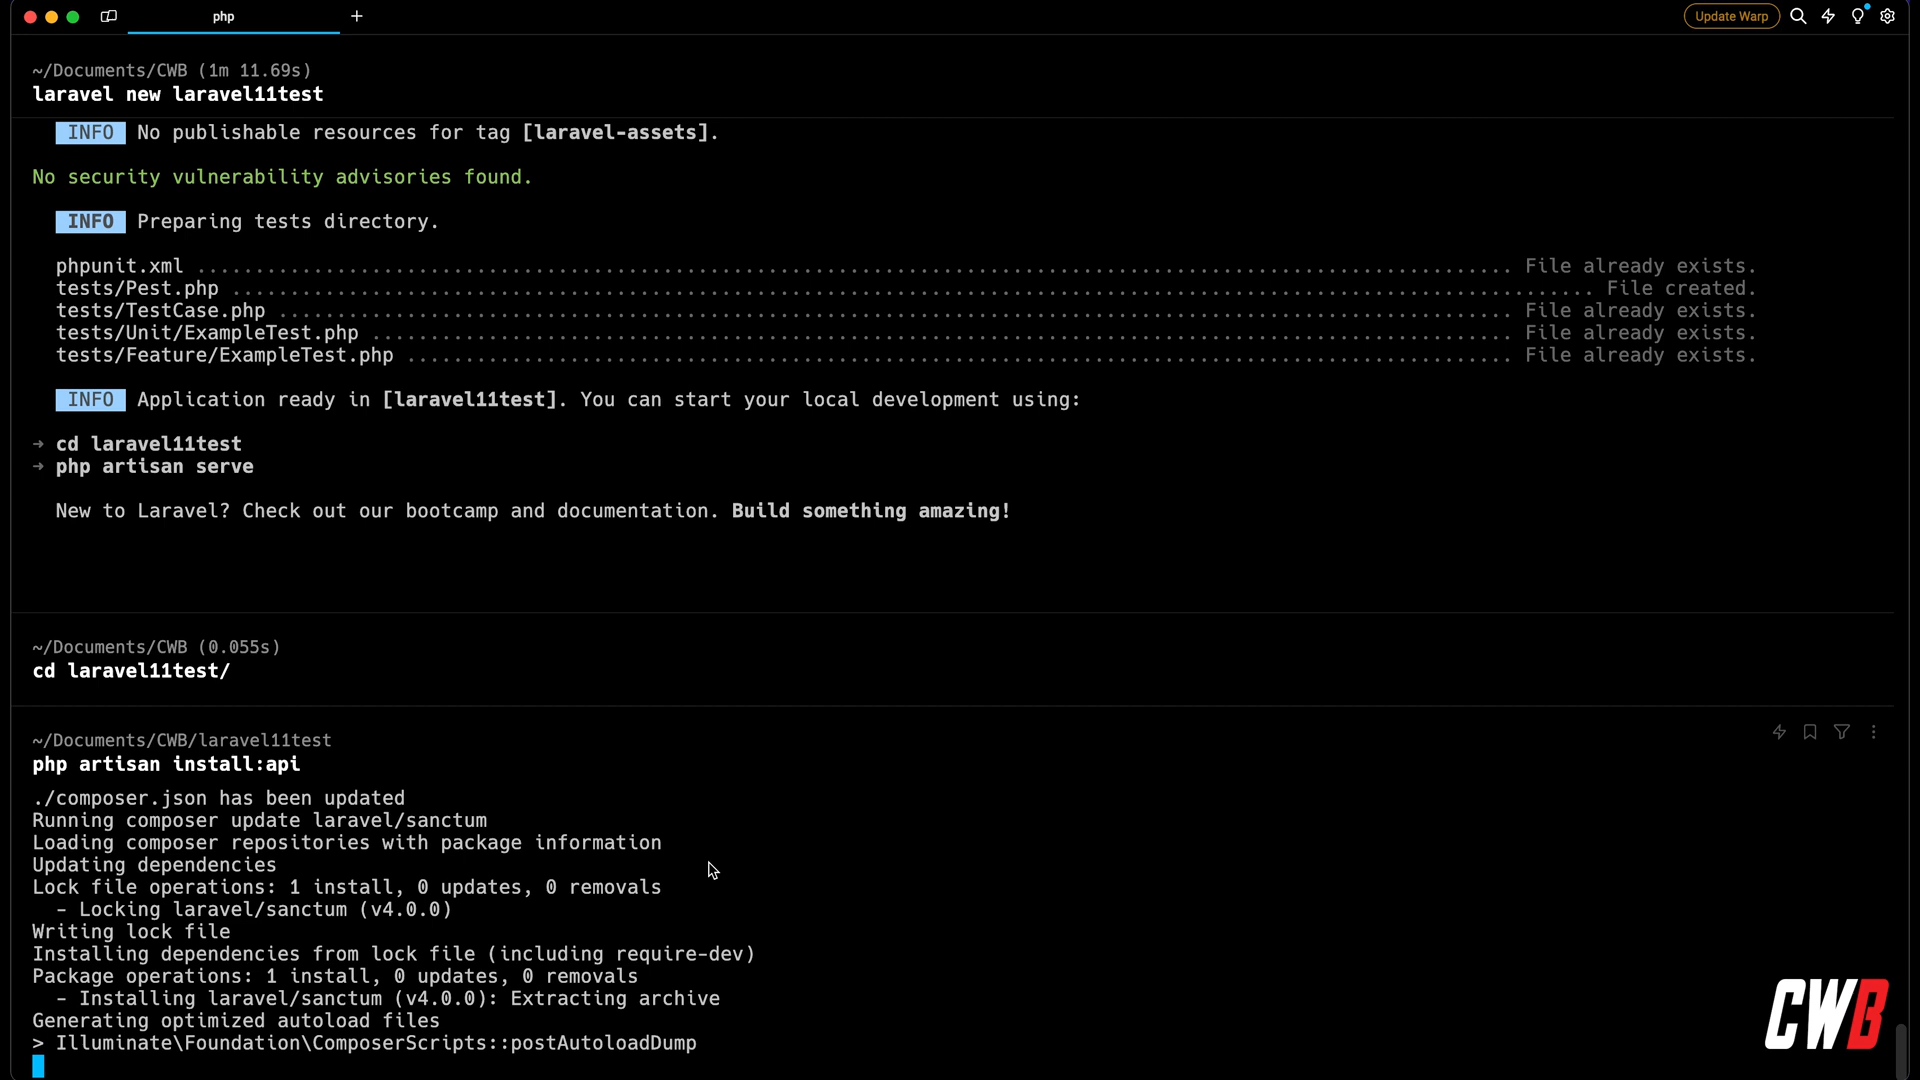 php
Update Warp
~/Documents/CWB (1m 11.69s)
laravel new laravel11test
INFO No publishable resources for tag [laravel-assets].
No security vulnerability advisories found.
INFO Preparing tests directory.
phpunit.xml ................................................................................................................ File already exists.
tests/Pest.php ..................................................................................................................... File created.
tests/TestCase.php ......................................................................................................... File already exists.
tests/Unit/ExampleTest.php ................................................................................................. File already exists.
tests/Feature/ExampleTest.php .............................................................................................. File already exists.
INFO Application ready in [laravel11test]. You can start your local development using:
→ cd laravel11test
→ php artisan serve
New to Laravel? Check out our bootcamp and documentation. Build something amazing!
~/Documents/CWB (0.055s)
cd laravel11test/
~/Documents/CWB/laravel11test
php artisan install:api
./composer.json has been updated
Running composer update laravel/sanctum
Loading composer repositories with package information
Updating dependencies
Lock file operations: 1 install, 0 updates, 0 removals
- Locking laravel/sanctum (v4.0.0)
Writing lock file
Installing dependencies from lock file (including require-dev)
Package operations: 1 install, 0 updates, 0 removals
- Installing laravel/sanctum (v4.0.0): Extracting archive
Generating optimized autoload files
> Illuminate\Foundation\ComposerScripts::postAutoloadDump
CWB